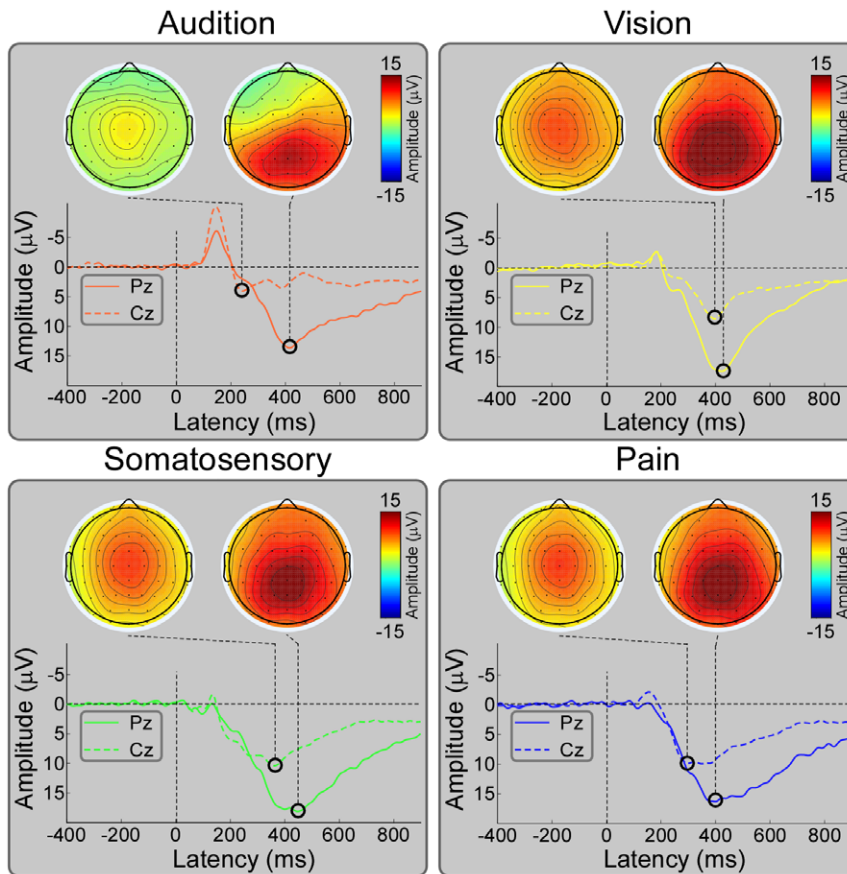 Audition
15
Amplitude (μV)
-15
-5
0
5
10
15
Amplitude (μV)
Pz
Cz
-400 -200 0 200 400 600 800
Latency (ms)
Vision
15
Amplitude (μV)
-15
-5
0
5
10
15
Amplitude (μV)
Pz
Cz
-400 -200 0 200 400 600 800
Latency (ms)
Somatosensory
15
Amplitude (μV)
-15
-5
0
5
10
15
Amplitude (μV)
Pz
Cz
-400 -200 0 200 400 600 800
Latency (ms)
Pain
15
Amplitude (μV)
-15
-5
0
5
10
15
Amplitude (μV)
Pz
Cz
-400 -200 0 200 400 600 800
Latency (ms)